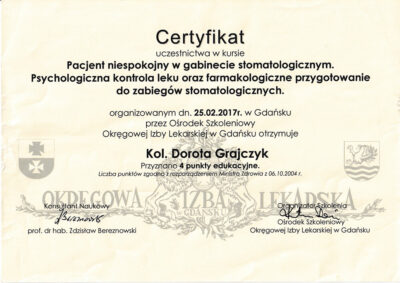 Certyfikat
uczestnictwa w kursie
Pacjent niespokojny w gabinecie stomatologicznym.
Psychologiczna kontrola leku oraz farmakologiczne przygotowanie
do zabiegów stomatologicznych.
organizowanym dn. 25.02.2017r. w Gdańsku
przez Ośrodek Szkoleniowy
Okręgowej Izby Lekarskiej w Gdańsku otrzymuje
Kol. Dorota Grajczyk
Przyznano 4 punkty edukacyjne.
Liczba punktów zgodna z rozporządzeniem Ministra Zdrowia z 06.10.2004 r.
OKRĘGOWA IZBA LEKARSKA
GDAŃSK
Konsultant Naukowy
prof. dr hab. Zdzisław Bereznowski
Organizator Szkolenia
Ośrodek Szkoleniowy
Okręgowej Izby Lekarskiej w Gdańsku